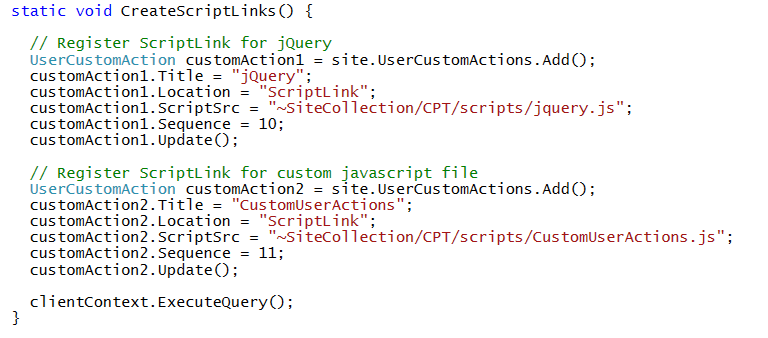 static void CreateScriptLinks() {
// Register ScriptLink for jQuery
UserCustomAction customAction1 = site.UserCustomActions.Add();
customAction1.Title = "jQuery";
customAction1.Location = "ScriptLink";
customAction1.ScriptSrc = "~SiteCollection/CPT/scripts/jquery.js";
customAction1.Sequence = 10;
customAction1.Update();
// Register ScriptLink for custom javascript file
UserCustomAction customAction2 = site.UserCustomActions.Add();
customAction2.Title = "CustomUserActions";
customAction2.Location = "ScriptLink";
customAction2.ScriptSrc = "~SiteCollection/CPT/scripts/CustomUserActions.js";
customAction2.Sequence = 11;
customAction2.Update();
clientContext.ExecuteQuery();
}